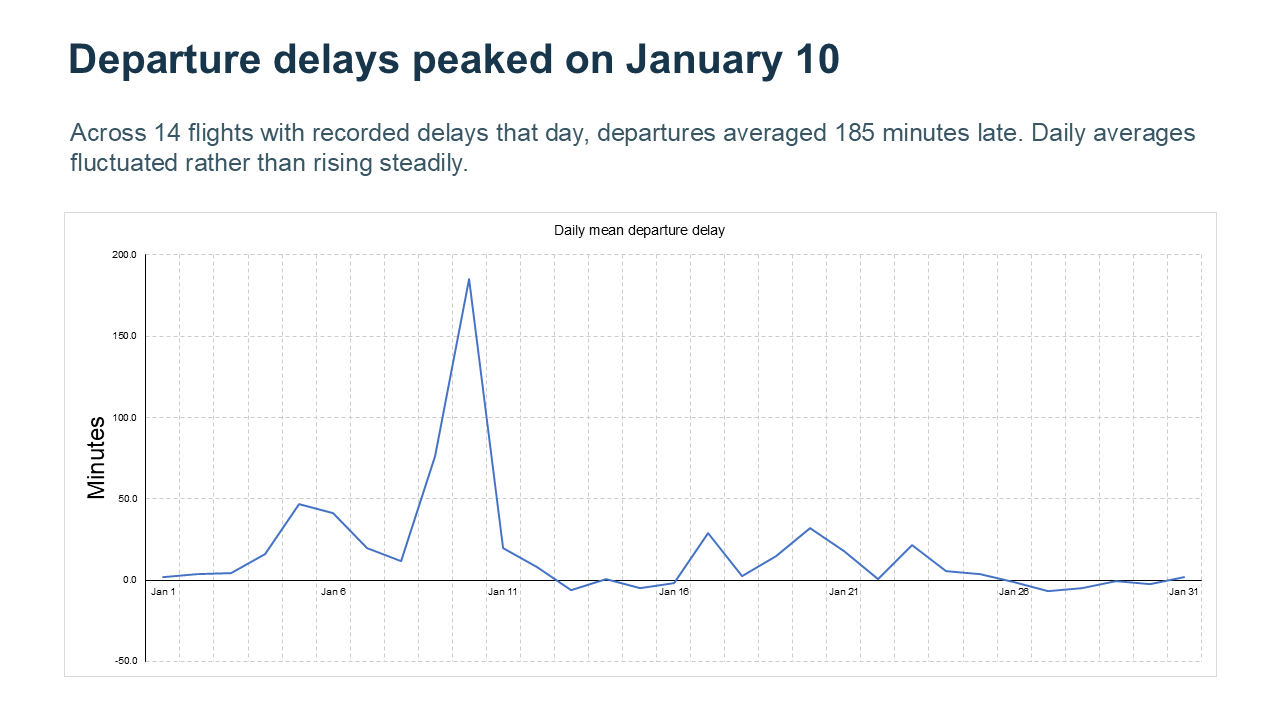 Departure delays peaked on January 10
Across 14 flights with recorded delays that day, departures averaged 185 minutes late. Daily averages
fluctuated rather than rising steadily.
Daily mean departure delay
Minutes
200.0
150.0
100.0
50.0
0.0
-50.0
Jan 1
Jan 6
Jan 11
Jan 16
Jan 21
Jan 26
Jan 31